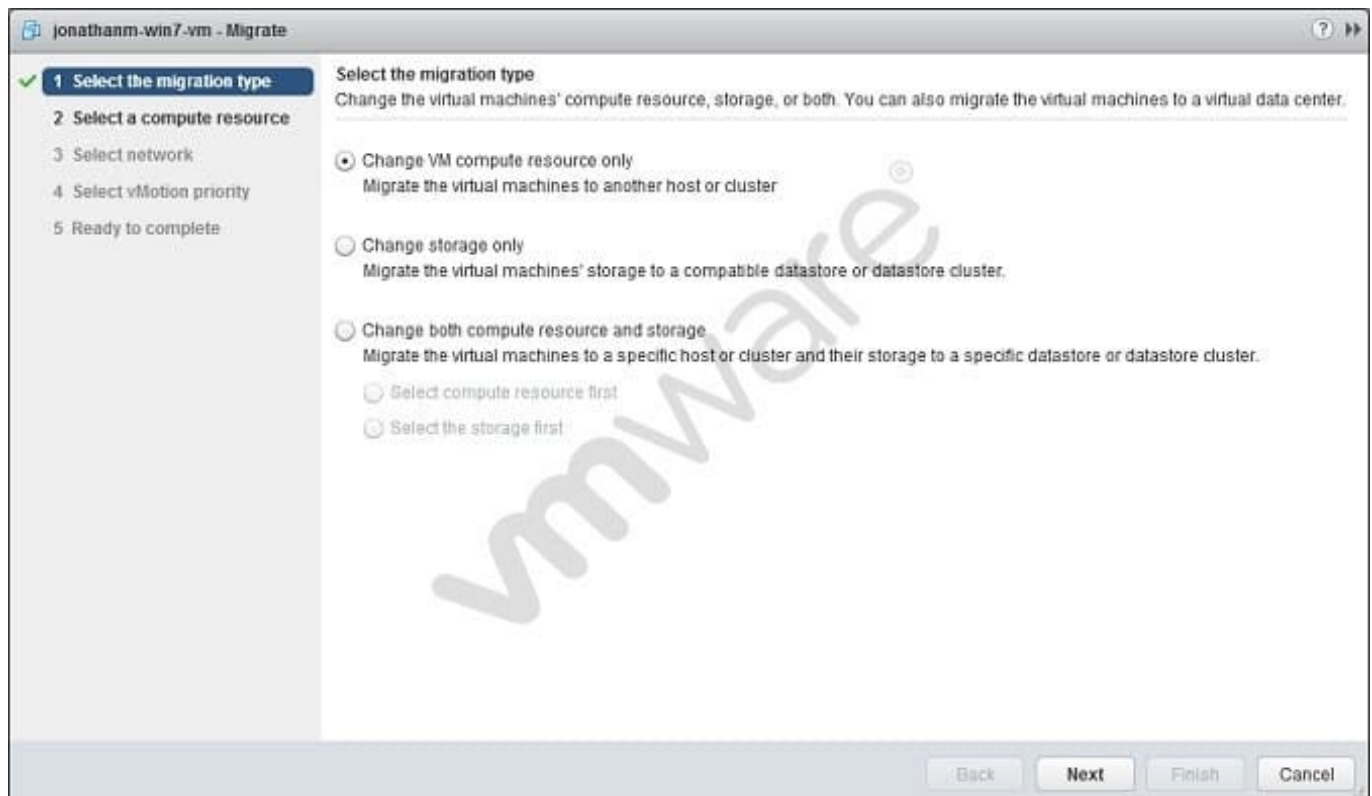 jonathanm-win7-vm - Migrate
1 Select the migration type
2 Select a compute resource
3 Select network
4 Select vMotion priority
5 Ready to complete
Select the migration type
Change the virtual machines' compute resource, storage, or both. You can also migrate the virtual machines to a virtual data center.
Change VM compute resource only
Migrate the virtual machines to another host or cluster
Change storage only
Migrate the virtual machines' storage to a compatible datastore or datastore cluster.
Change both compute resource and storage
Migrate the virtual machines to a specific host or cluster and their storage to a specific datastore or datastore cluster.
Select compute resource first
Select the storage first
vmware®
Back Next Finish Cancel